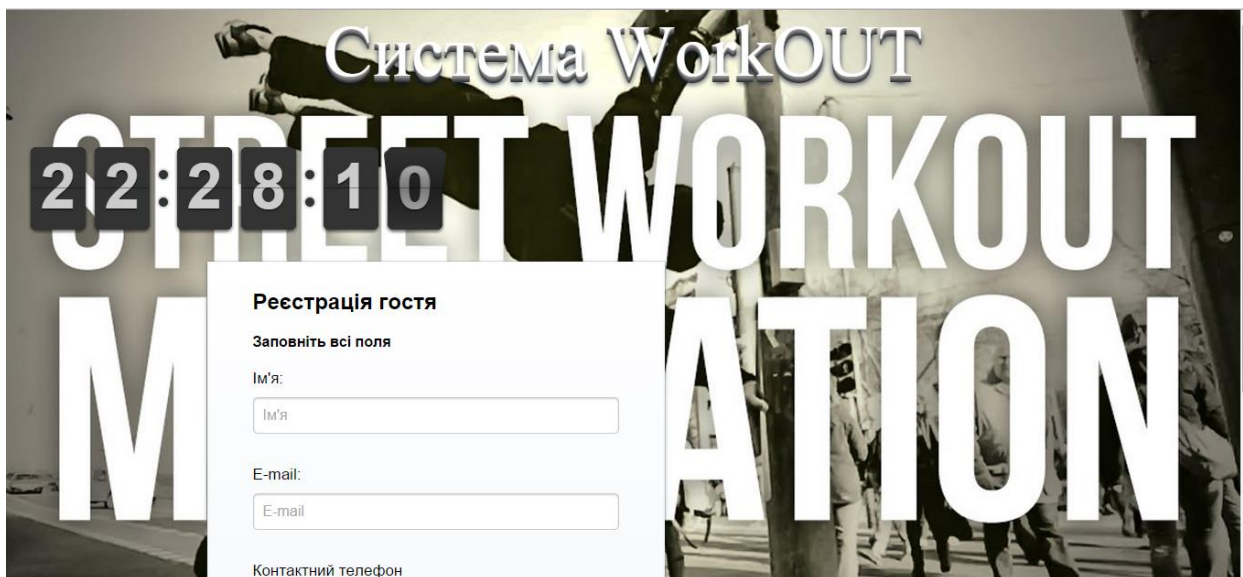 Система WorkOUT
STREET WORKOUT
22:28:10
M ATION
Реєстрація гостя
Заповніть всі поля
Ім'я:
Ім'я
E-mail:
E-mail
Контактний телефон